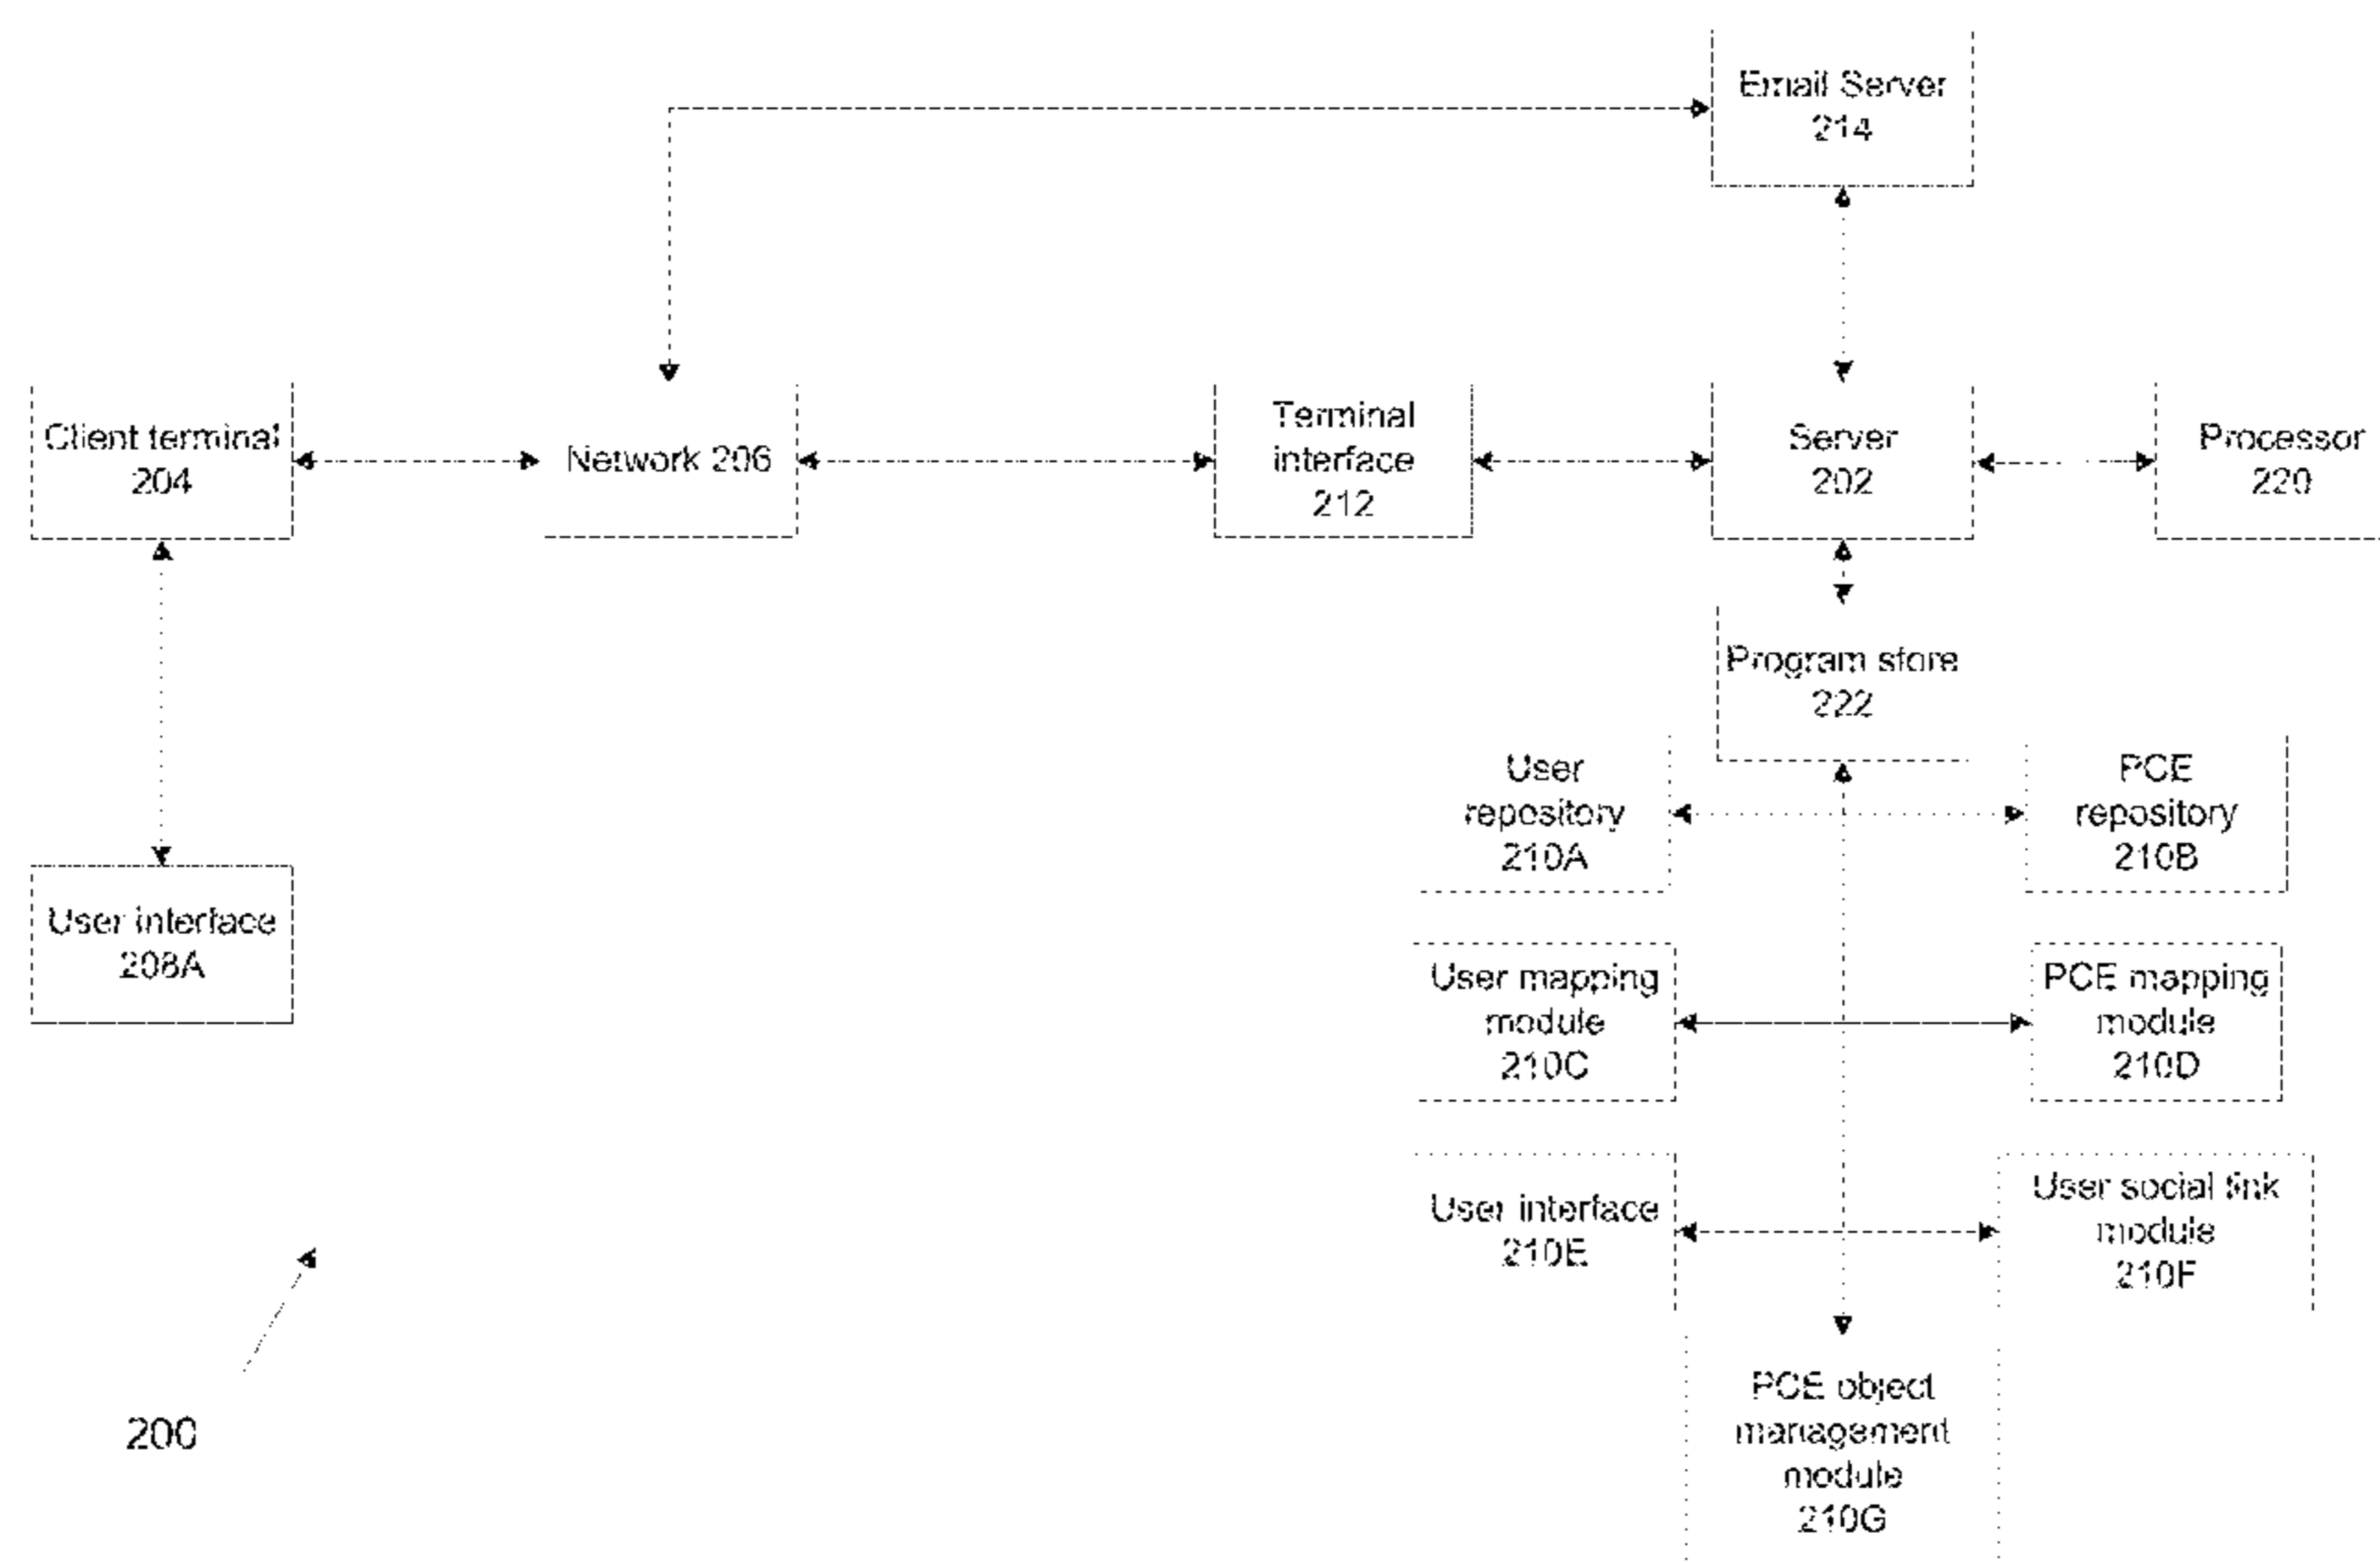 Email Server
214
Client terminal
204
Network 206
Terminal
interface
212
Server
202
Processor
220
Program store
222
User
repository
210A
PCE
repository
210B
User interface
208A
User mapping
module
210C
PCE mapping
module
210D
User interface
210E
User social link
module
210F
200
PCE object
management
module
210G